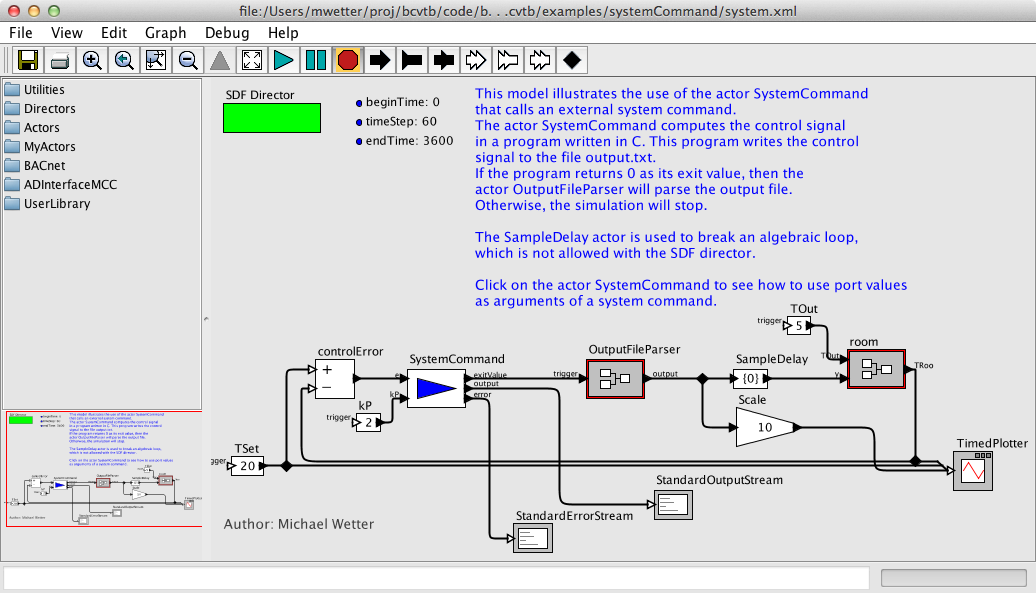 file:/Users/mwetter/proj/bcvtb/code/b. . .cvtb/examples/systemCommand/system.xml
File View Edit Graph Debug Help
Utilities
Directors
Actors
MyActors
BACnet
ADInterfaceMCC
UserLibrary
SDF Director
beginTime: 0
timeStep: 60
endTime: 3600
This model illustrates the use of the actor SystemCommand
that calls an external system command.
The actor SystemCommand computes the control signal
in a program written in C. This program writes the control
signal to the file output.txt.
If the program returns 0 as its exit value, then the
actor OutputFileParser will parse the output file.
Otherwise, the simulation will stop.
The SampleDelay actor is used to break an algebraic loop,
which is not allowed with the SDF director.
Click on the actor SystemCommand to see how to use port values
as arguments of a system command.
TOut
trigger
5
room
TOut
y
TRoo
controlError
+
−
SystemCommand
e
kP
exitValue
output
error
kP
trigger
2
OutputFileParser
trigger
output
SampleDelay
{0}
Scale
10
TSet
gger
20
TimedPlotter
StandardOutputStream
StandardErrorStream
Author: Michael Wetter